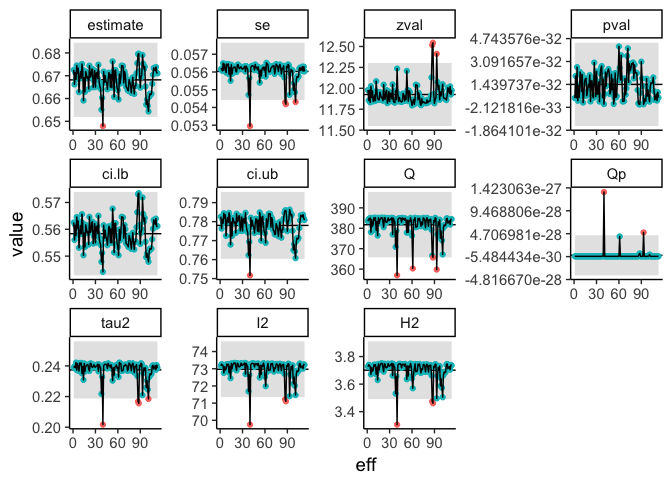 estimate se zval pval
0.68 0.057 12.50 4.743576e-32
0.67 0.056 12.25 3.091657e-32
0.055 12.00 1.439737e-32
0.66 0.054 11.75 -2.121816e-33
0.65 0.053 11.50 -1.864101e-32
0 30 60 90 0 30 60 90 0 30 60 90 0 30 60 90
ci.lb ci.ub Q Qp
0.57 0.79 390 1.423063e-27
0.78 380 9.468806e-28
0.56 0.77 370 4.706981e-28
0.55 0.76 360 -5.484434e-30
0.75 -4.816670e-28
0 30 60 90 0 30 60 90 0 30 60 90 0 30 60 90
tau2 I2 H2
0.24 74 3.8
73
0.22 72 3.6
71 3.4
0.20 70
0 30 60 90 0 30 60 90 0 30 60 90
value
eff